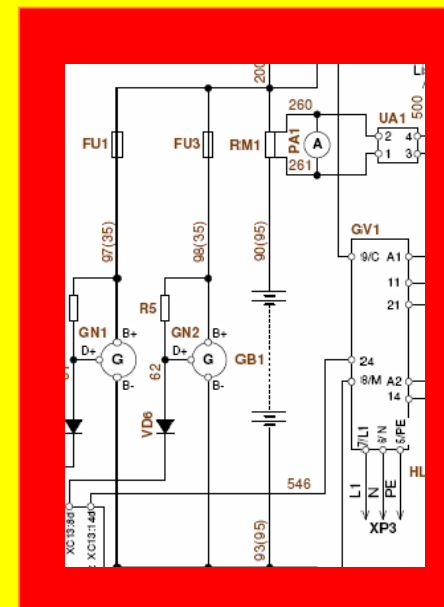 200
Li
500
260
UA1
FU1
FU3
RM1
PA1
A
2
4
1
3
261
97(35)
98(35)
90(95)
GV1
9/C
A1
11
21
R5
GN1
B+
GN2
B+
D+
G
D+
G
GB1
24
B-
62
B-
8/M
A2
14
VD6
7/L1
6/N
5/PE
HL
546
L1
N
PE
XC13:8d
XC13:14d
93(95)
XP3